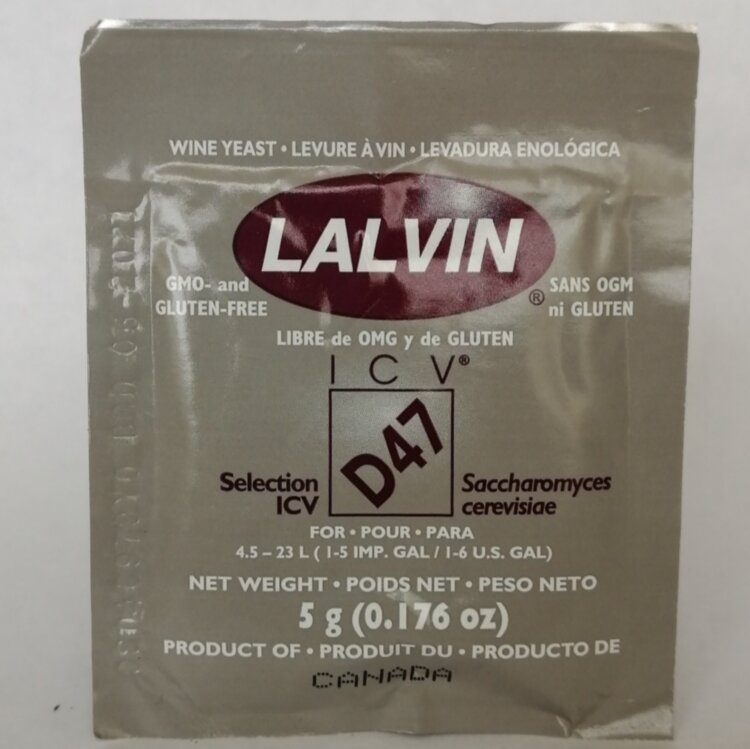 WINE YEAST • LEVURE À VIN • LEVADURA ENOLÓGICA
LALVIN®
GMO- and
GLUTEN-FREE
SANS OGM
ni GLUTEN
LIBRE de OMG y de GLUTEN
ICV®
D47
Selection
ICV
Saccharomyces
cerevisiae
FOR • POUR • PARA
4.5 – 23 L ( 1-5 IMP. GAL / 1-6 U.S. GAL)
NET WEIGHT • POIDS NET • PESO NETO
5 g (0.176 oz)
PRODUCT OF • PRODUIT DU • PRODUCTO DE
CANADA